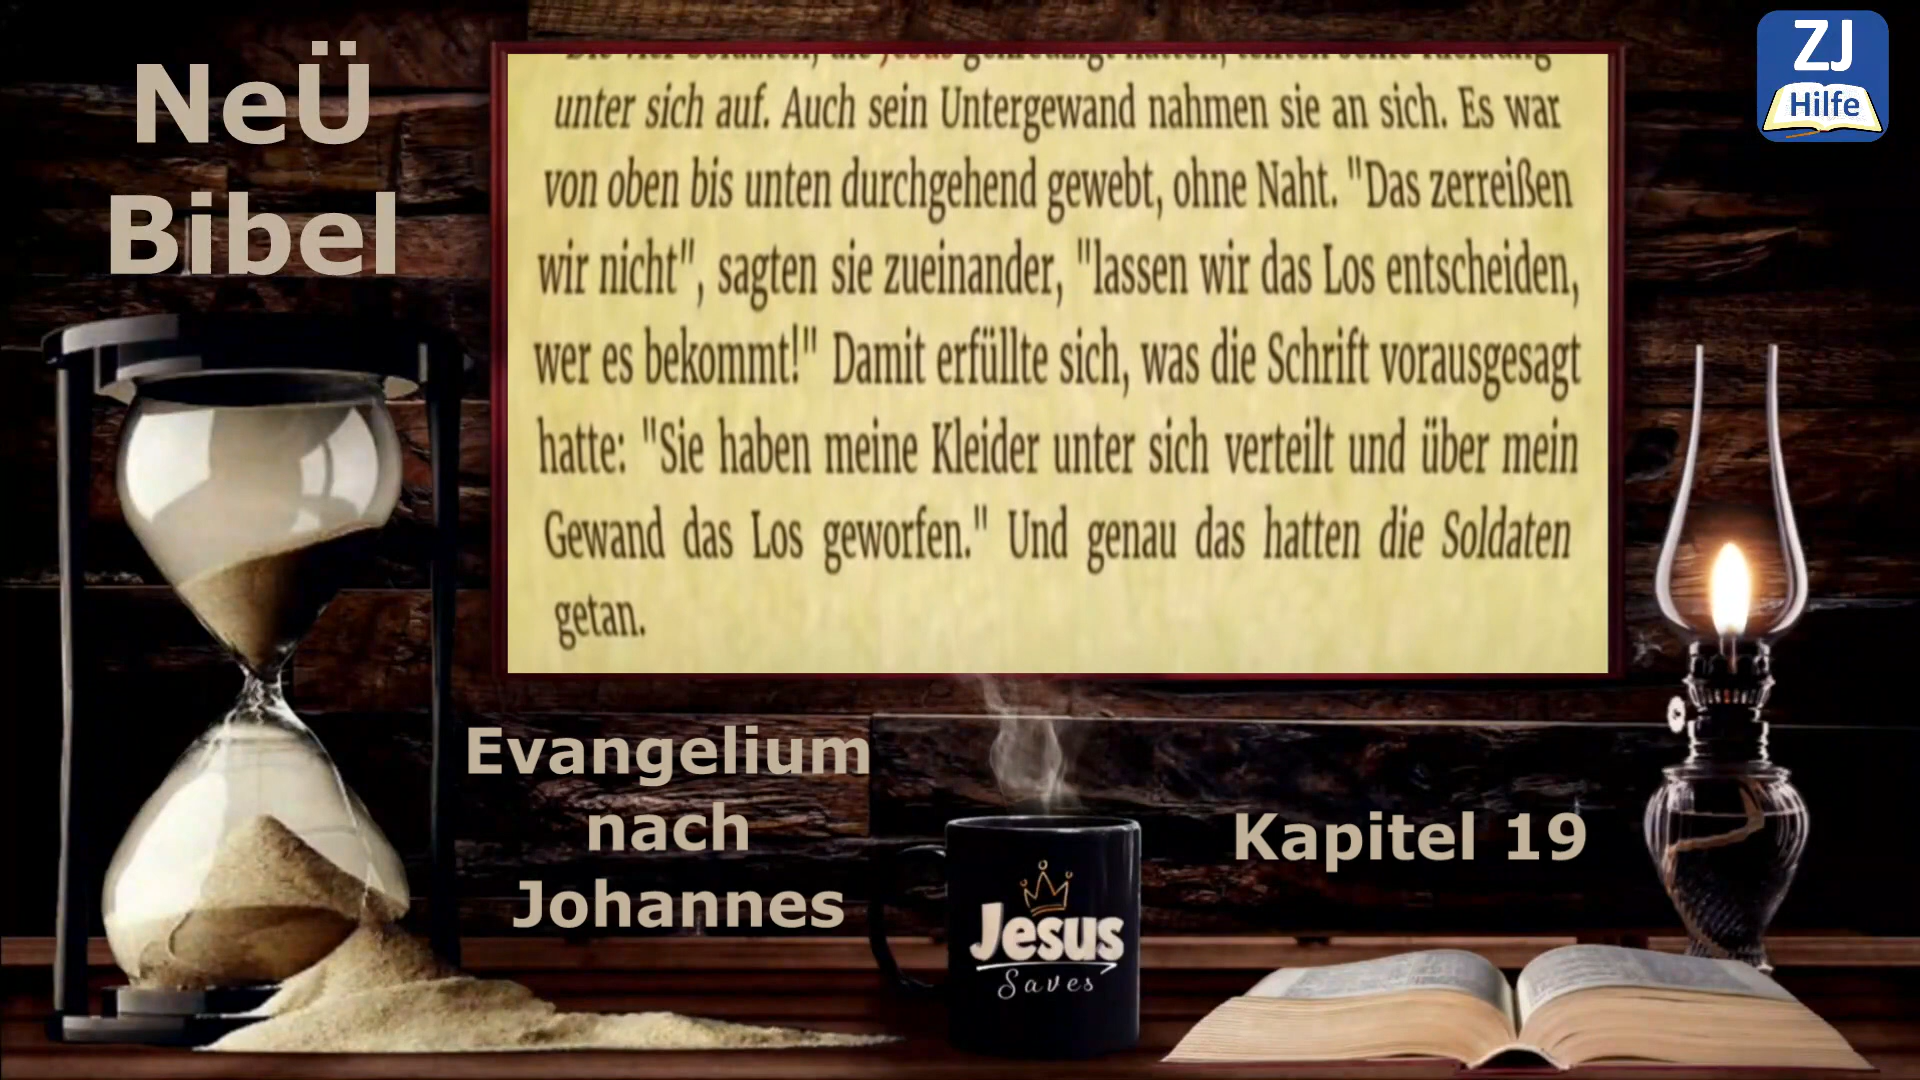 NeÜ
Bibel
ZJ
Hilfe
unter sich auf. Auch sein Untergewand nahmen sie an sich. Es war
von oben bis unten durchgehend gewebt, ohne Naht. "Das zerreißen
wir nicht", sagten sie zueinander, "lassen wir das Los entscheiden,
wer es bekommt!" Damit erfüllte sich, was die Schrift vorausgesagt
hatte: "Sie haben meine Kleider unter sich verteilt und über mein
Gewand das Los geworfen." Und genau das hatten die Soldaten
getan.
Evangelium
nach
Johannes
Kapitel 19
Jesus
Saves